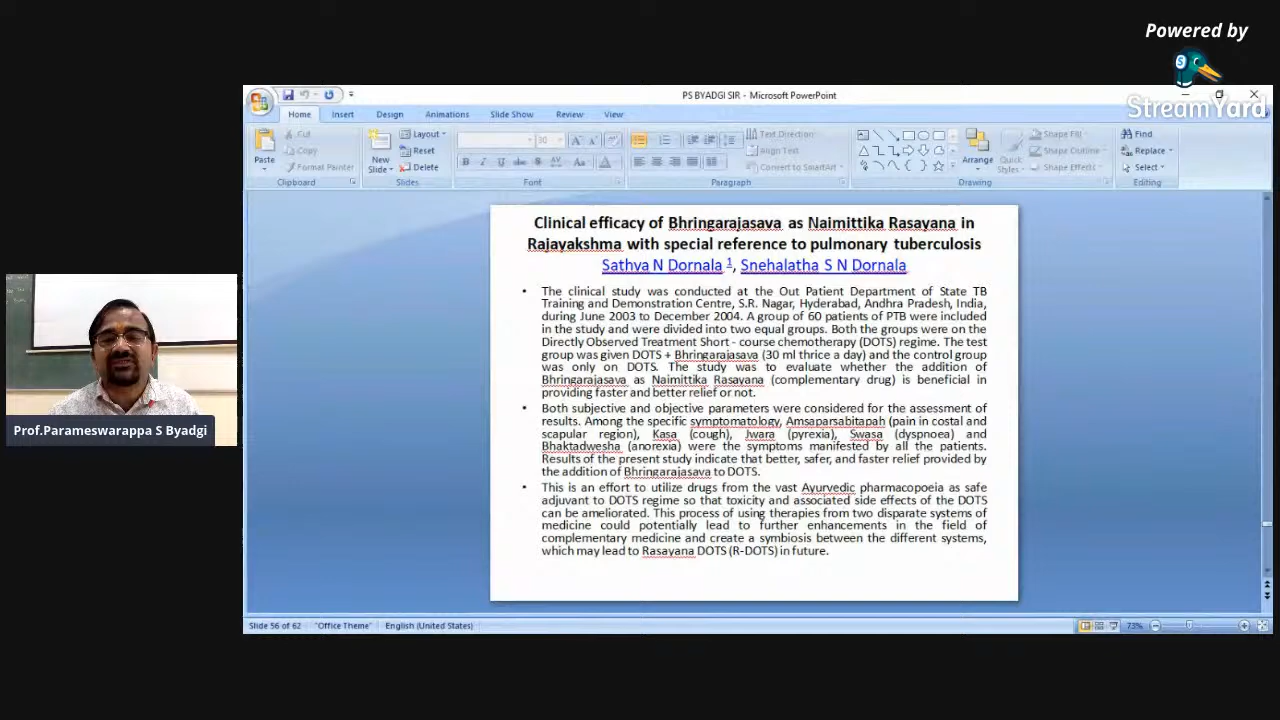 Powered by
StreamYard
PS BYADGI SIR - Microsoft PowerPoint
Home Insert Design Animations Slide Show Review View
Paste
Cut
Copy
Format Painter
Clipboard
New
Slide
Layout
Reset
Delete
Slides
30
Font
Text Direction
Align Text
Convert to SmartArt
Paragraph
Arrange
Quick
Styles
Shape Fill
Shape Outline
Shape Effects
Drawing
Find
Replace
Select
Editing
Clinical efficacy of Bhringarajasava as Naimittika Rasayana in
Rajayakshma with special reference to pulmonary tuberculosis
Sathya N Dornala 1, Snehalatha S N Dornala
• The clinical study was conducted at the Out Patient Department of State TB
Training and Demonstration Centre, S.R. Nagar, Hyderabad, Andhra Pradesh, India,
during June 2003 to December 2004. A group of 60 patients of PTB were included
in the study and were divided into two equal groups. Both the groups were on the
Directly Observed Treatment Short - course chemotherapy (DOTS) regime. The test
group was given DOTS + Bhringarajasava (30 ml thrice a day) and the control group
was only on DOTS. The study was to evaluate whether the addition of
Bhringarajasava as Naimittika Rasayana (complementary drug) is beneficial in
providing faster and better relief or not.
• Both subjective and objective parameters were considered for the assessment of
results. Among the specific symptomatology, Amsaparsabitapah (pain in costal and
scapular region), Kasa (cough), Jwara (pyrexia), Swasa (dyspnoea) and
Bhaktadwesha (anorexia) were the symptoms manifested by all the patients.
Results of the present study indicate that better, safer, and faster relief provided by
the addition of Bhringarajasava to DOTS.
• This is an effort to utilize drugs from the vast Ayurvedic pharmacopoeia as safe
adjuvant to DOTS regime so that toxicity and associated side effects of the DOTS
can be ameliorated. This process of using therapies from two disparate systems of
medicine could potentially lead to further enhancements in the field of
complementary medicine and create a symbiosis between the different systems,
which may lead to Rasayana DOTS (R-DOTS) in future.
Prof.Parameswarappa S Byadgi
Slide 56 of 62 "Office Theme" English (United States) 73%